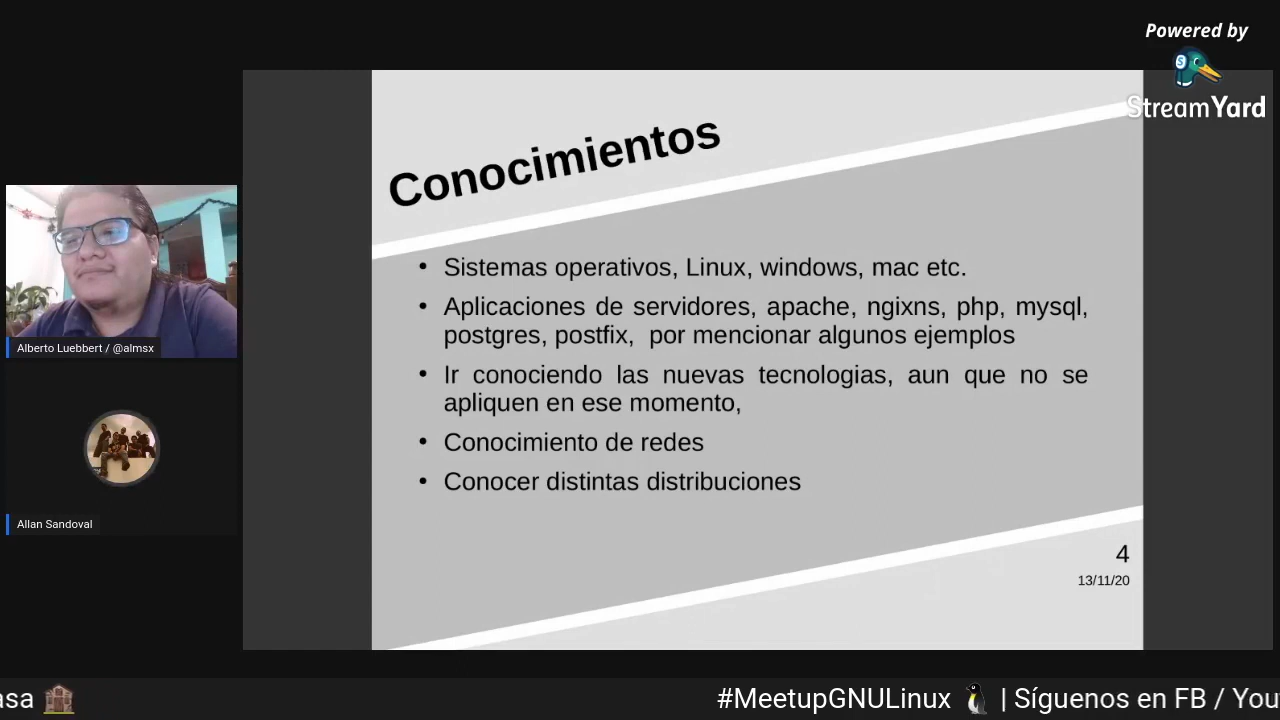 Powered by
StreamYard
Conocimientos
• Sistemas operativos, Linux, windows, mac etc.
• Aplicaciones de servidores, apache, ngixns, php, mysql,
postgres, postfix, por mencionar algunos ejemplos
• Ir conociendo las nuevas tecnologias, aun que no se
apliquen en ese momento,
• Conocimiento de redes
• Conocer distintas distribuciones
4
13/11/20
Alberto Luebbert / @almsx
Allan Sandoval
asa 🏚 #MeetupGNULinux 🐧 | Síguenos en FB / You